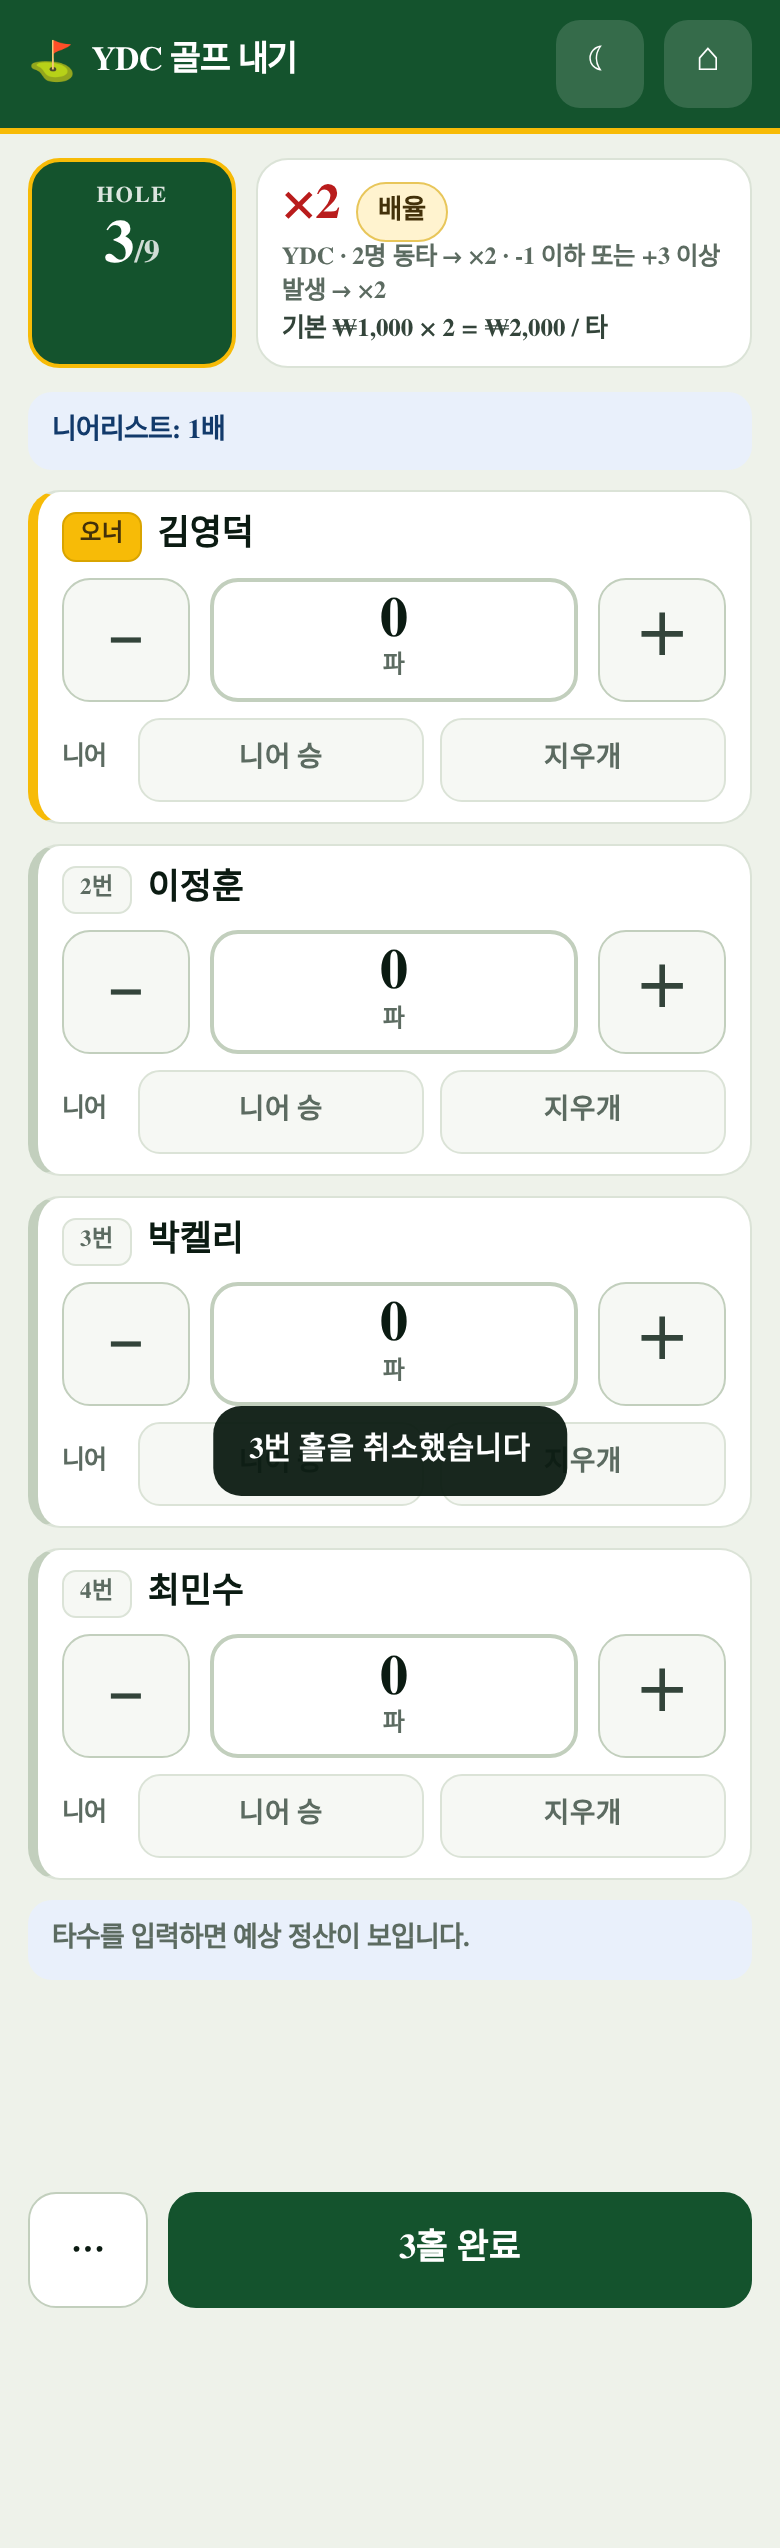 YDC 골프 내기
HOLE
3/9
×2 배율
YDC · 2명 동타 → ×2 · -1 이하 또는 +3 이상
발생 → ×2
기본 ₩1,000 × 2 = ₩2,000 / 타
니어리스트: 1배
오너 김영덕
− 0 +
파
니어 니어 승 지우개
2번 이정훈
− 0 +
파
니어 니어 승 지우개
3번 박켈리
− 0 +
파
3번 홀을 취소했습니다
니어 지우개
4번 최민수
− 0 +
파
니어 니어 승 지우개
타수를 입력하면 예상 정산이 보입니다.
... 3홀 완료